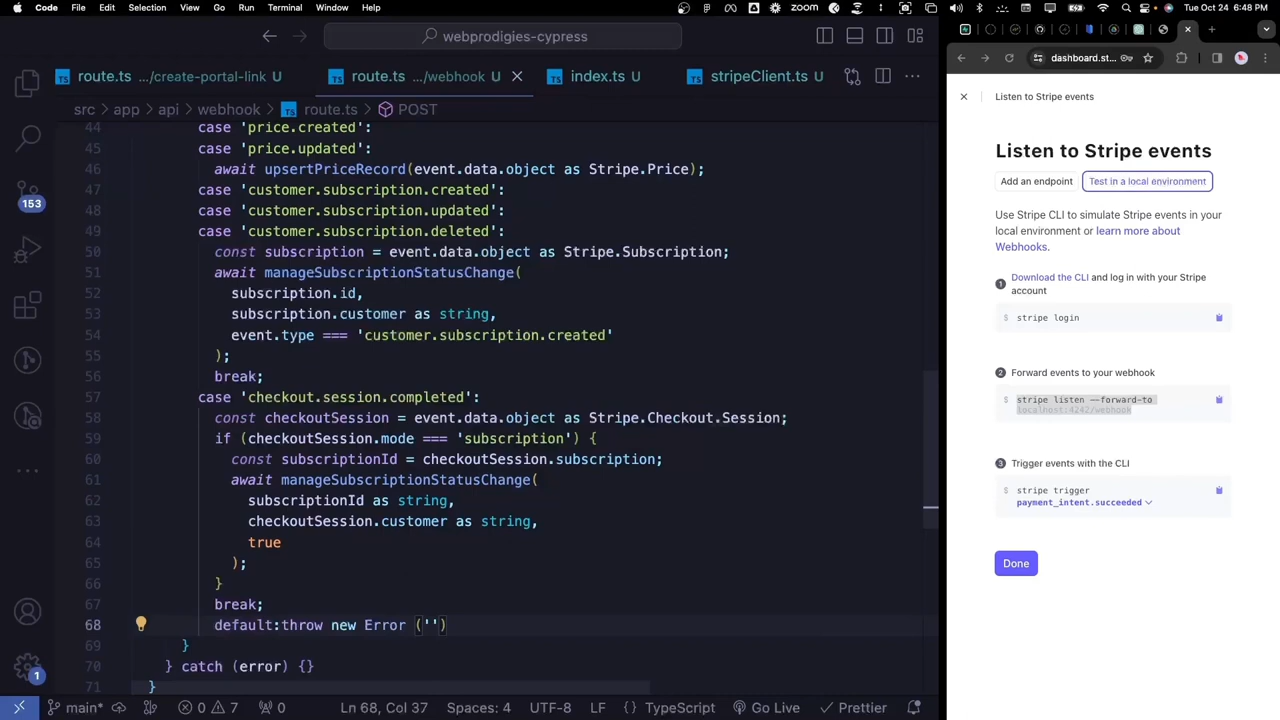 Code File Edit Selection View Go Run Terminal Window Help
zoom
Tue Oct 24 6:48 PM
webprodigies-cypress
route.ts .../create-portal-link U
route.ts .../webhook U
index.ts U
stripeClient.ts U
src > app > api > webhook > route.ts > POST
44 case 'price.created':
45 case 'price.updated':
46 await upsertPriceRecord(event.data.object as Stripe.Price);
47 case 'customer.subscription.created':
48 case 'customer.subscription.updated':
49 case 'customer.subscription.deleted':
50 const subscription = event.data.object as Stripe.Subscription;
51 await manageSubscriptionStatusChange(
52 subscription.id,
53 subscription.customer as string,
54 event.type === 'customer.subscription.created'
55 );
56 break;
57 case 'checkout.session.completed':
58 const checkoutSession = event.data.object as Stripe.Checkout.Session;
59 if (checkoutSession.mode === 'subscription') {
60 const subscriptionId = checkoutSession.subscription;
61 await manageSubscriptionStatusChange(
62 subscriptionId as string,
63 checkoutSession.customer as string,
64 true
65 );
66 }
67 break;
68 default:throw new Error ('')
69 }
70 } catch (error) {}
71 }
153
1
main* 0 7 0 Ln 68, Col 37 Spaces: 4 UTF-8 LF {} TypeScript Go Live Prettier
dashboard.st...
Listen to Stripe events
Listen to Stripe events
Add an endpoint Test in a local environment
Use Stripe CLI to simulate Stripe events in your
local environment or learn more about
Webhooks.
1 Download the CLI and log in with your Stripe
account
$ stripe login
2 Forward events to your webhook
$ stripe listen --forward-to
localhost:4242/webhook
3 Trigger events with the CLI
$ stripe trigger
payment_intent.succeeded
Done